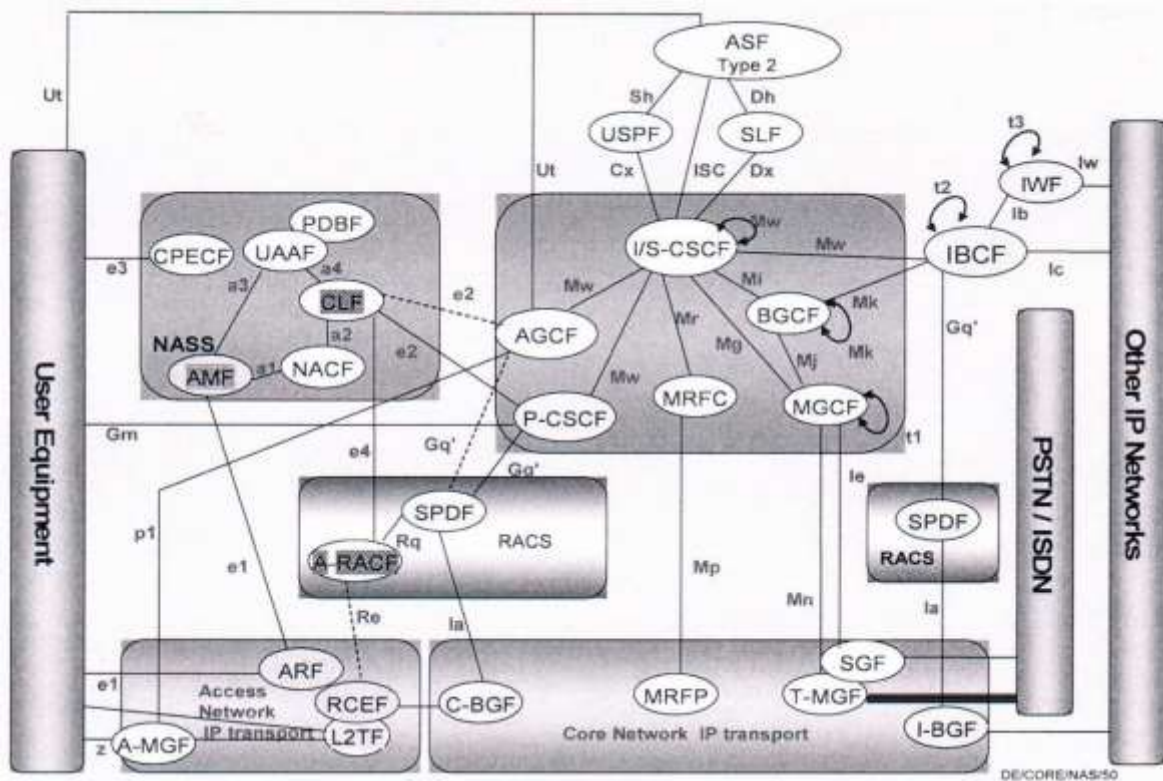 ASF
Type 2
Ut
Sh
Dh
USPF
SLF
t3
Iw
Cx
ISC
Dx
Ut
IWF
t2
Ib
PDBF
CPECF
UAAF
I/S-CSCF
Mw
Mw
IBCF
Ic
e3
a3
a4
CLF
e2
Mw
Mi
BGCF
Mk
Mk
NASS
a2
e2
AGCF
Mr
Mg
Mj
Gq'
AMF
a1
NACF
Mw
MRFC
MGCF
t1
P-CSCF
Gm
e4
Gq'
Gq'
Ie
User Equipment
Other IP Networks
PSTN / ISDN
SPDF
RACS
SPDF
RACS
p1
Rq
A-RACF
e1
Mp
Mn
Re
Ia
Ia
ARF
SGF
e1
Access
Network
IP transport
RCEF
C-BGF
MRFP
T-MGF
z
A-MGF
L2TF
Core Network IP transport
I-BGF
DE/CORE/NAS/50